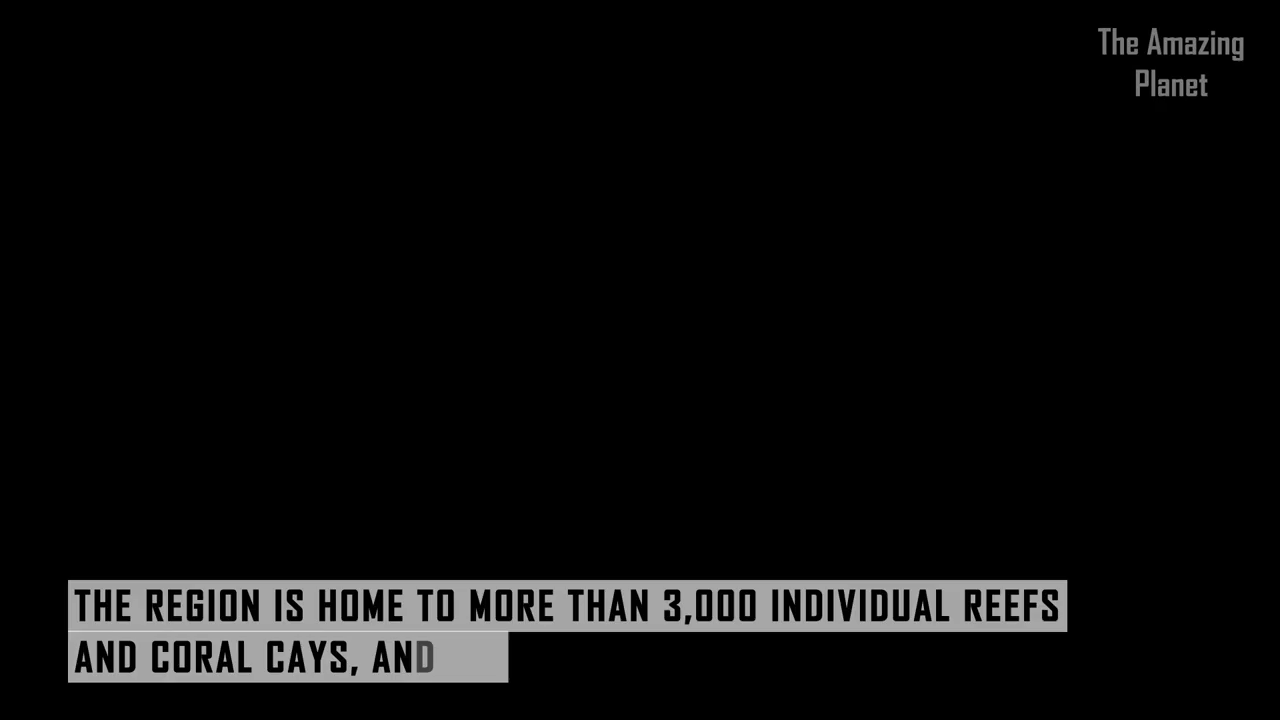 The Amazing
Planet
THE REGION IS HOME TO MORE THAN 3,000 INDIVIDUAL REEFS
AND CORAL CAYS, AND